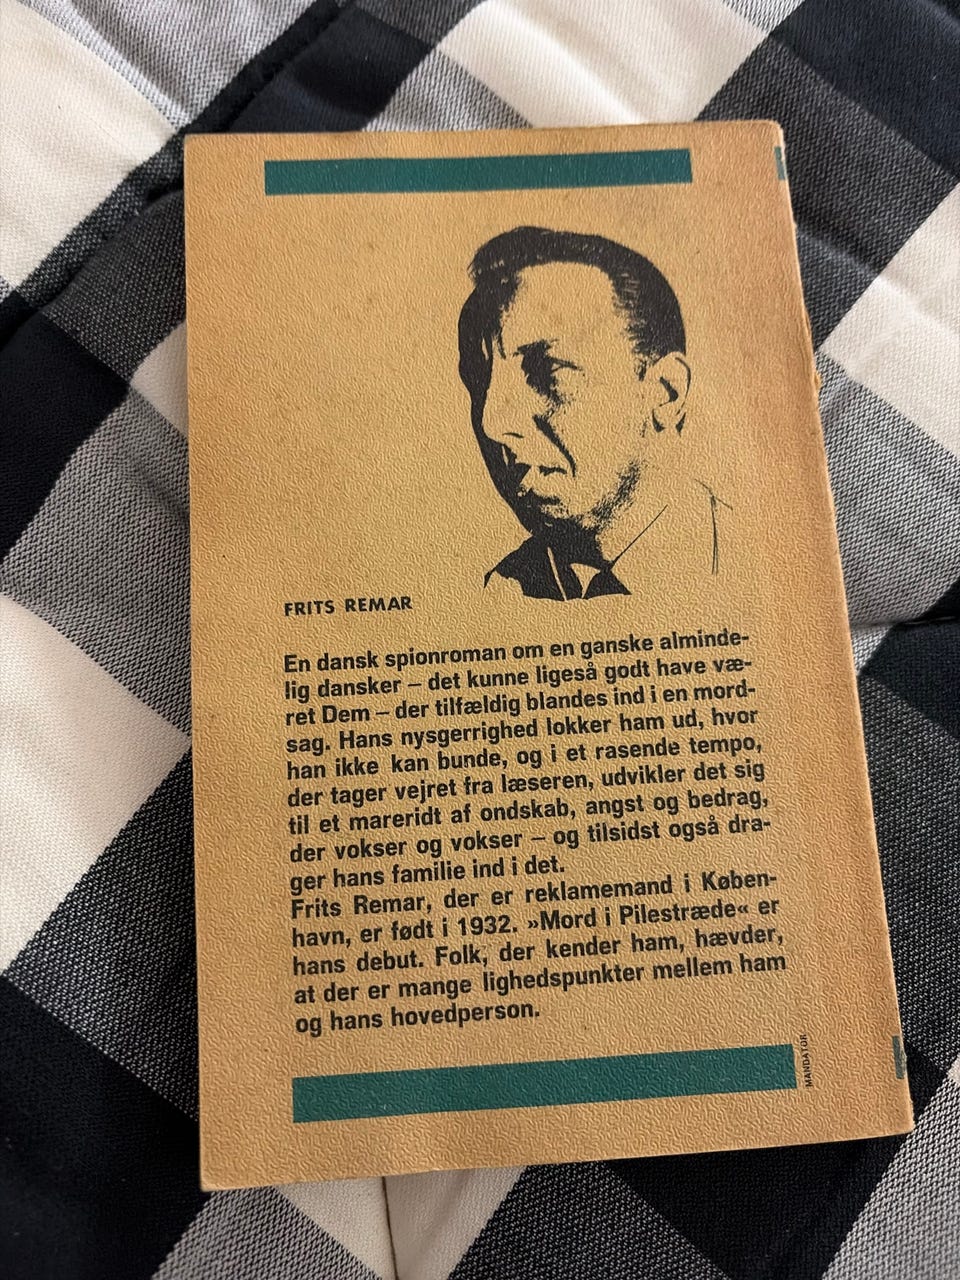 FRITS REMAR
En dansk spionroman om en ganske alminde-
lig dansker – det kunne ligeså godt have væ-
ret Dem – der tilfældig blandes ind i en mord-
sag. Hans nysgerrighed lokker ham ud, hvor
han ikke kan bunde, og i et rasende tempo,
der tager vejret fra læseren, udvikler det sig
til et mareridt af ondskab, angst og bedrag,
der vokser og vokser – og tilsidst også dra-
ger hans familie ind i det.
Frits Remar, der er reklamemand i Køben-
havn, er født i 1932. »Mord i Pilestræde« er
hans debut. Folk, der kender ham, hævder,
at der er mange lighedspunkter mellem ham
og hans hovedperson.
MANDATOR